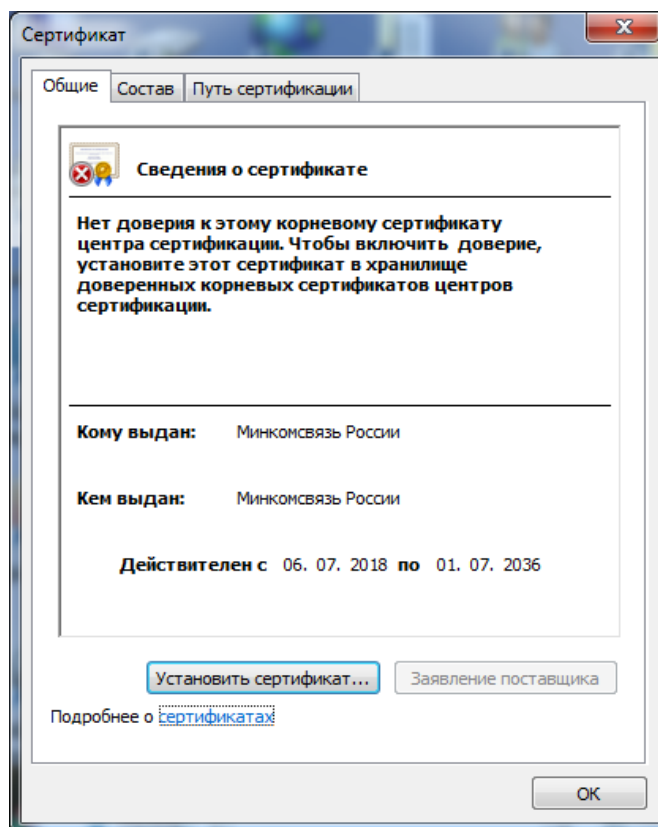 Сертификат
Общие Состав Путь сертификации
Сведения о сертификате
Нет доверия к этому корневому сертификату
центра сертификации. Чтобы включить доверие,
установите этот сертификат в хранилище
доверенных корневых сертификатов центров
сертификации.
Кому выдан: Минкомсвязь России
Кем выдан: Минкомсвязь России
Действителен с 06. 07. 2018 по 01. 07. 2036
Установить сертификат... Заявление поставщика
Подробнее о сертификатах
ОК